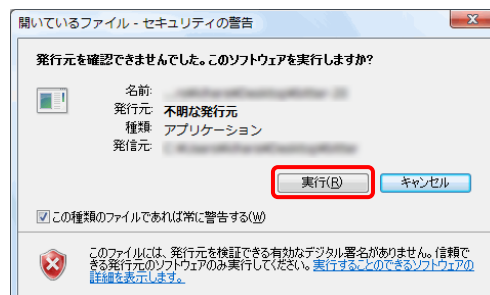 開いているファイル - セキュリティの警告
発行元を確認できませんでした。このソフトウェアを実行しますか?
名前:
発行元: 不明な発行元
種類: アプリケーション
発信元:
実行(R)
キャンセル
この種類のファイルであれば常に警告する(W)
このファイルには、発行元を検証できる有効なデジタル署名がありません。信頼で
きる発行元のソフトウェアのみ実行してください。実行することのできるソフトウェアの
詳細を表示します。